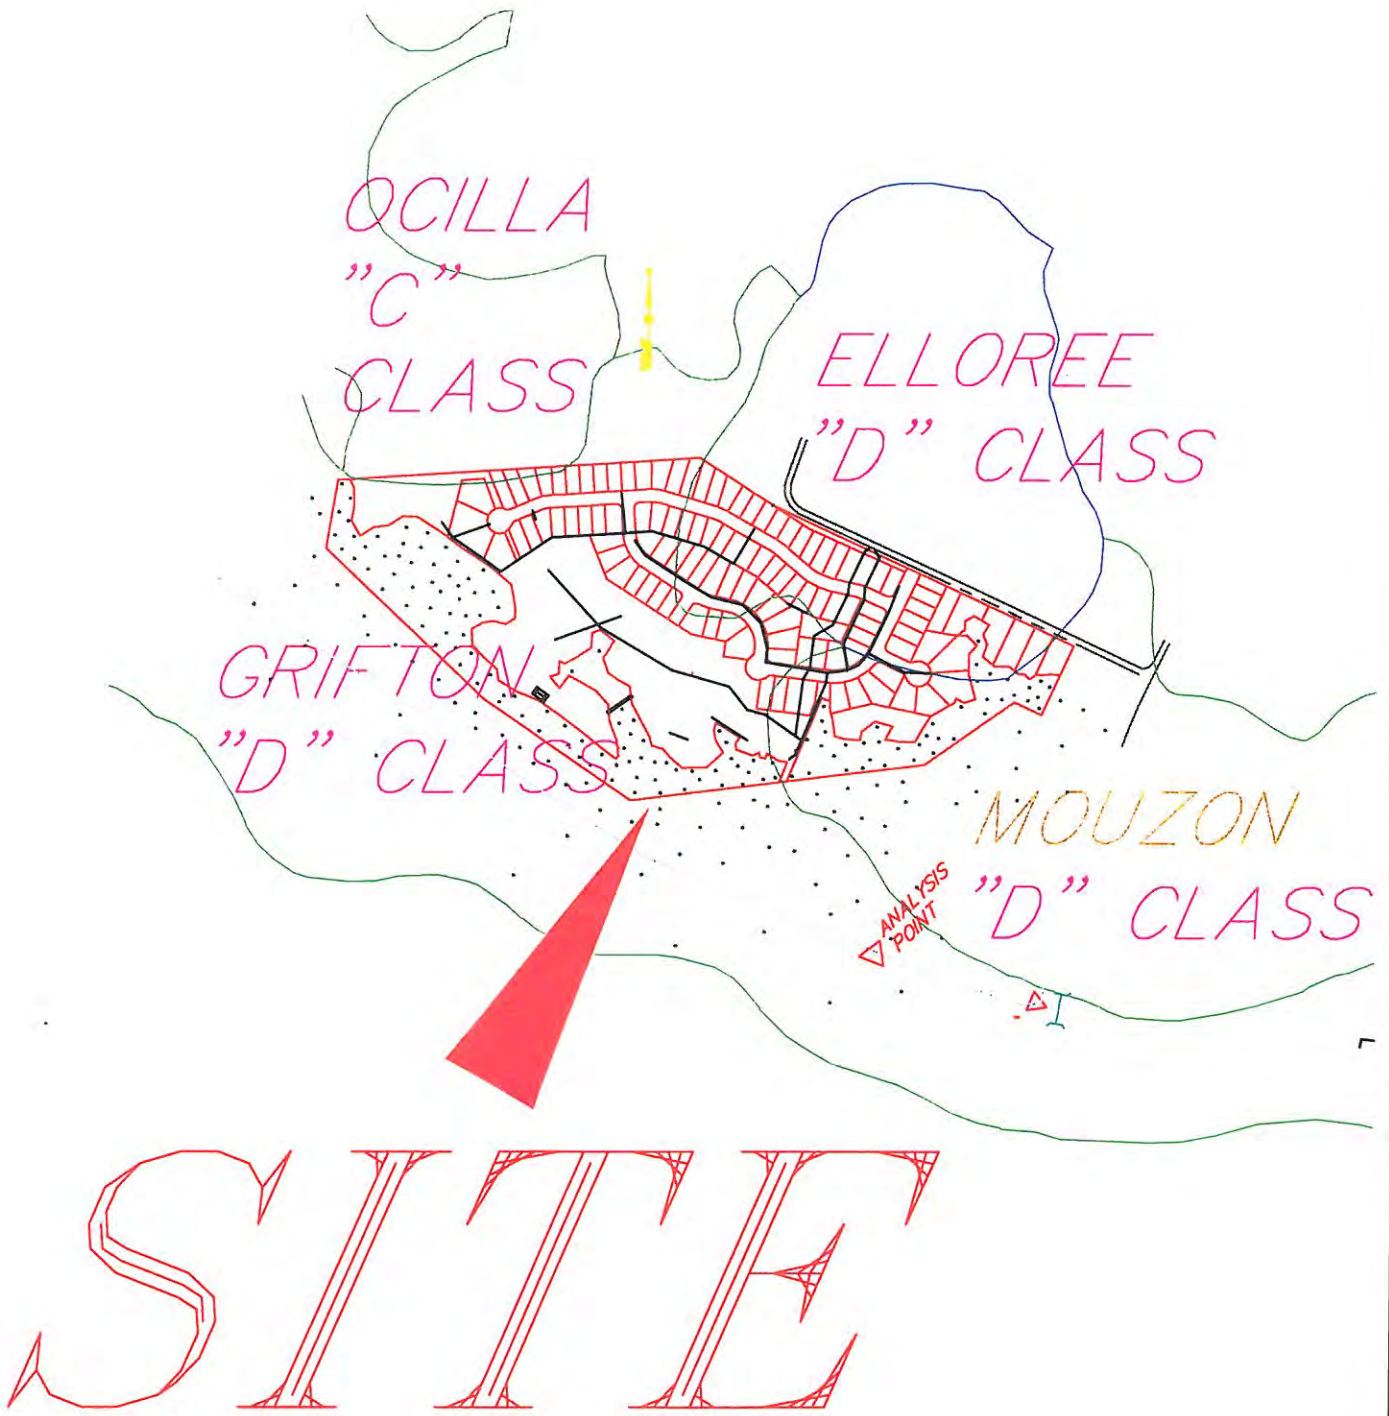 OCILLA
"C"
CLASS
ELLOREE
"D" CLASS
GRIFTON
"D" CLASS
MOUZON
"D" CLASS
ANALYSIS
POINT
SITE